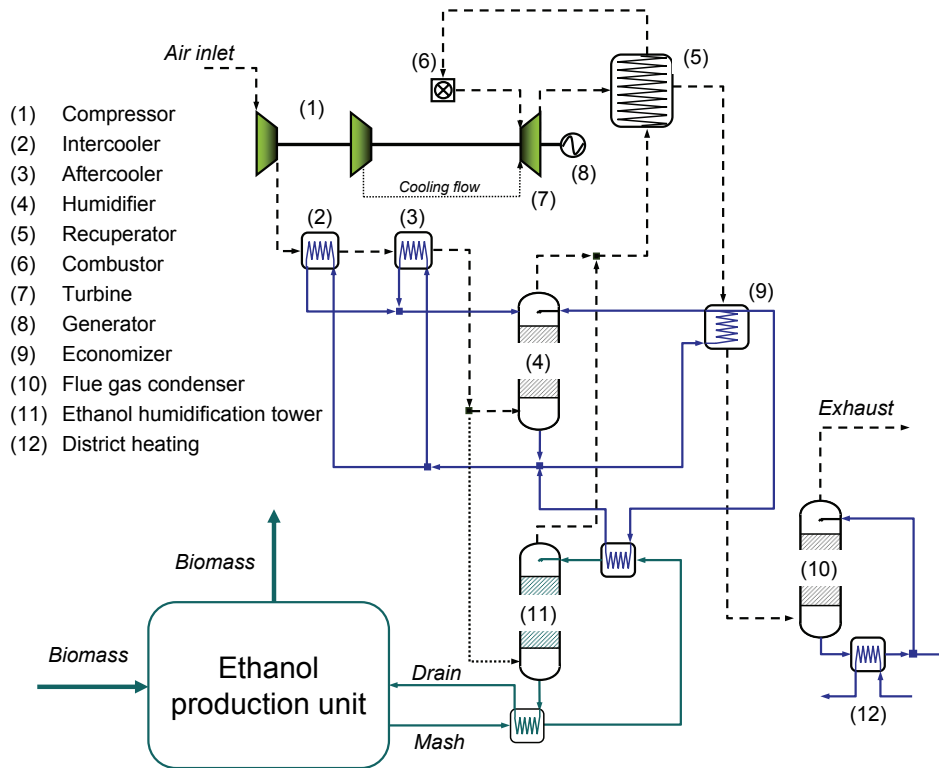 Air inlet
(6)
(5)
(1)
(1) Compressor
(2) Intercooler
(3) Aftercooler
(4) Humidifier
(5) Recuperator
(6) Combustor
(7) Turbine
(8) Generator
(9) Economizer
(10) Flue gas condenser
(11) Ethanol humidification tower
(12) District heating
Cooling flow
(7)
(8)
(2)
(3)
(9)
(4)
Exhaust
Biomass
(10)
(11)
Biomass
Ethanol
production unit
Drain
Mash
(12)